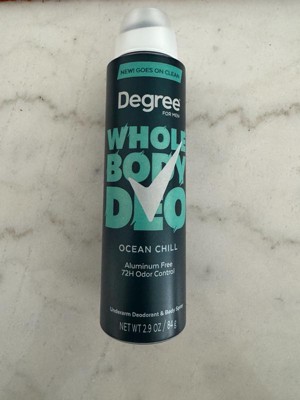 NEW! GOES ON CLEAR
Degree
FOR MEN
WHOLE
BODY
DEO
OCEAN CHILL
Aluminum Free
72H Odor Control
Underarm Deodorant & Body Spray
NET WT 2.9 OZ / 84 g